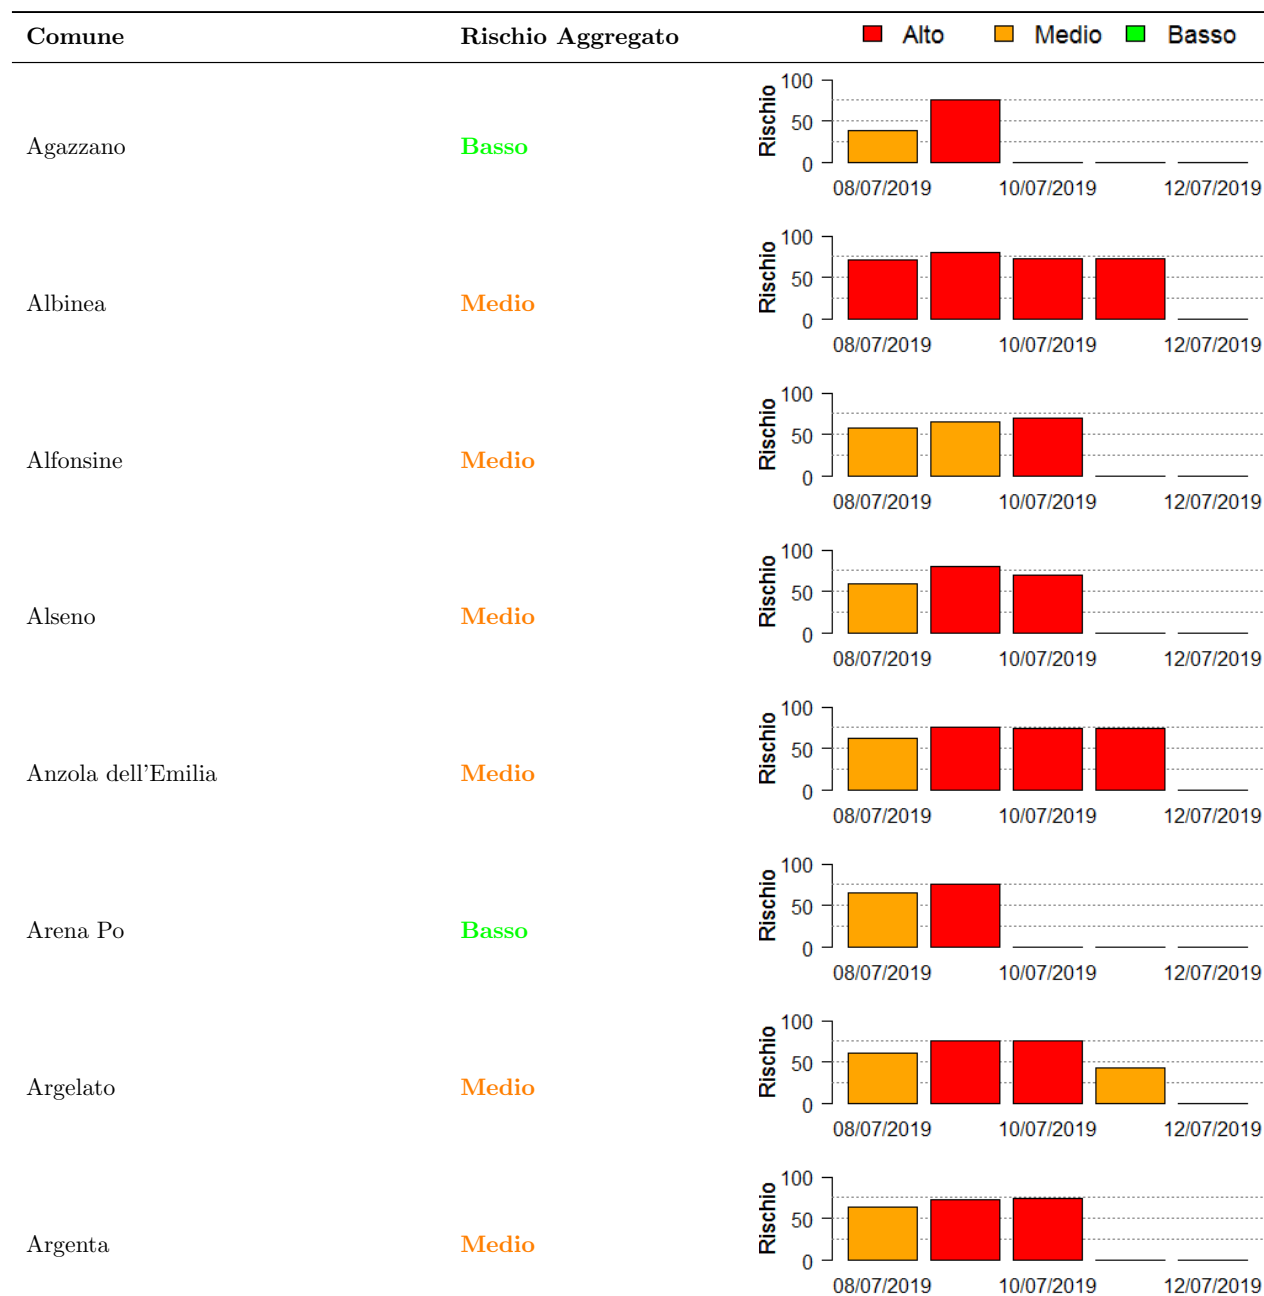 Comune Rischio Aggregato Alto Medio Basso
Agazzano Basso Rischio 100 50 0
08/07/2019 10/07/2019 12/07/2019
Albinea Medio Rischio 100 50 0
08/07/2019 10/07/2019 12/07/2019
Alfonsine Medio Rischio 100 50 0
08/07/2019 10/07/2019 12/07/2019
Alseno Medio Rischio 100 50 0
08/07/2019 10/07/2019 12/07/2019
Anzola dell'Emilia Medio Rischio 100 50 0
08/07/2019 10/07/2019 12/07/2019
Arena Po Basso Rischio 100 50 0
08/07/2019 10/07/2019 12/07/2019
Argelato Medio Rischio 100 50 0
08/07/2019 10/07/2019 12/07/2019
Argenta Medio Rischio 100 50 0
08/07/2019 10/07/2019 12/07/2019